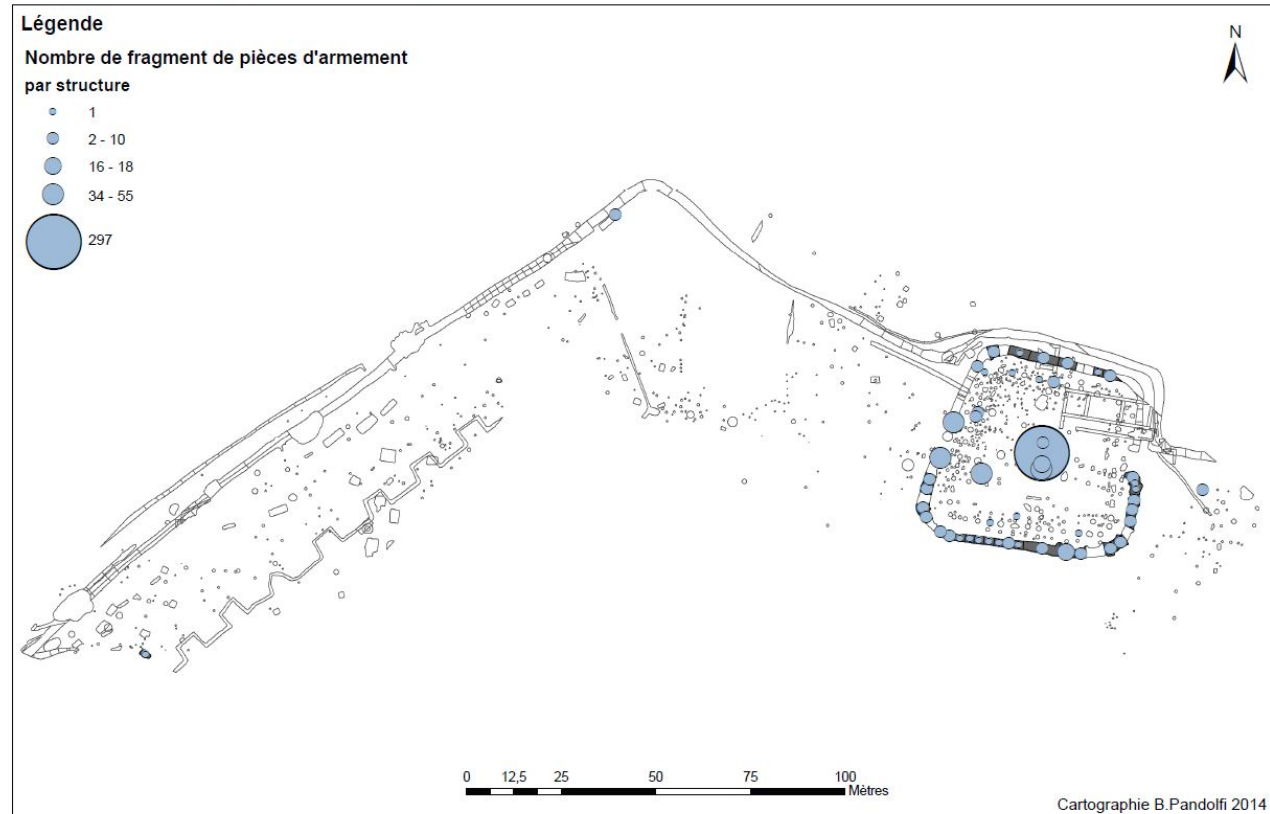 Légende
Nombre de fragment de pièces d'armement
par structure
1
2 - 10
16 - 18
34 - 55
297
N
0 12,5 25 50 75 100
Mètres
Cartographie B.Pandolfi 2014